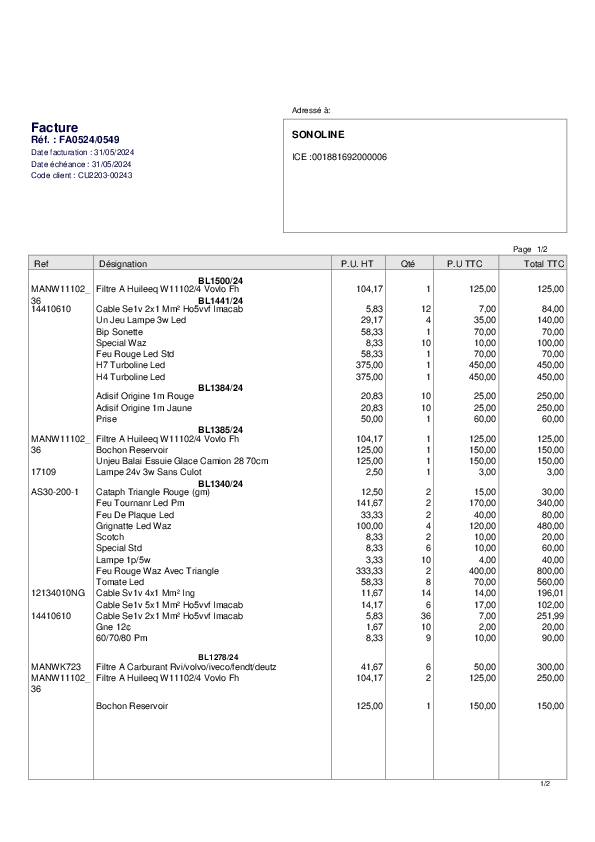 Adressé à:
Facture
Réf. : FA0524/0549
Date facturation : 31/05/2024
Date échéance : 31/05/2024
Code client : CU2203-00243
SONOLINE
ICE :001881692000006
Page 1/2
Ref Désignation P.U. HT Qté P.U TTC Total TTC
BL1500/24
MANW11102_36 Filtre A Huileeq W11102/4 Vovlo Fh 104,17 1 125,00 125,00
BL1441/24
14410610 Cable Se1v 2x1 Mm² Ho5vvf Imacab 5,83 12 7,00 84,00
Un Jeu Lampe 3w Led 29,17 4 35,00 140,00
Bip Sonette 58,33 1 70,00 70,00
Special Waz 8,33 10 10,00 100,00
Feu Rouge Led Std 58,33 1 70,00 70,00
H7 Turboline Led 375,00 1 450,00 450,00
H4 Turboline Led 375,00 1 450,00 450,00
BL1384/24
Adisif Origine 1m Rouge 20,83 10 25,00 250,00
Adisif Origine 1m Jaune 20,83 10 25,00 250,00
Prise 50,00 1 60,00 60,00
BL1385/24
MANW11102_36 Filtre A Huileeq W11102/4 Vovlo Fh 104,17 1 125,00 125,00
Bochon Reservoir 125,00 1 150,00 150,00
Unjeu Balai Essuie Glace Camion 28 70cm 125,00 1 150,00 150,00
17109 Lampe 24v 3w Sans Culot 2,50 1 3,00 3,00
BL1340/24
AS30-200-1 Cataph Triangle Rouge (gm) 12,50 2 15,00 30,00
Feu Tournanr Led Pm 141,67 2 170,00 340,00
Feu De Plaque Led 33,33 2 40,00 80,00
Grignatte Led Waz 100,00 4 120,00 480,00
Scotch 8,33 2 10,00 20,00
Special Std 8,33 6 10,00 60,00
Lampe 1p/5w 3,33 10 4,00 40,00
Feu Rouge Waz Avec Triangle 333,33 2 400,00 800,00
Tomate Led 58,33 8 70,00 560,00
12134010NG Cable Sv1v 4x1 Mm² Ing 11,67 14 14,00 196,01
Cable Se1v 5x1 Mm² Ho5vvf Imacab 14,17 6 17,00 102,00
14410610 Cable Se1v 2x1 Mm² Ho5vvf Imacab 5,83 36 7,00 251,99
Gne 12¢ 1,67 10 2,00 20,00
60/70/80 Pm 8,33 9 10,00 90,00
BL1278/24
MANWK723 Filtre A Carburant Rvi/volvo/iveco/fendt/deutz 41,67 6 50,00 300,00
MANW11102_36 Filtre A Huileeq W11102/4 Vovlo Fh 104,17 2 125,00 250,00
Bochon Reservoir 125,00 1 150,00 150,00
1/2